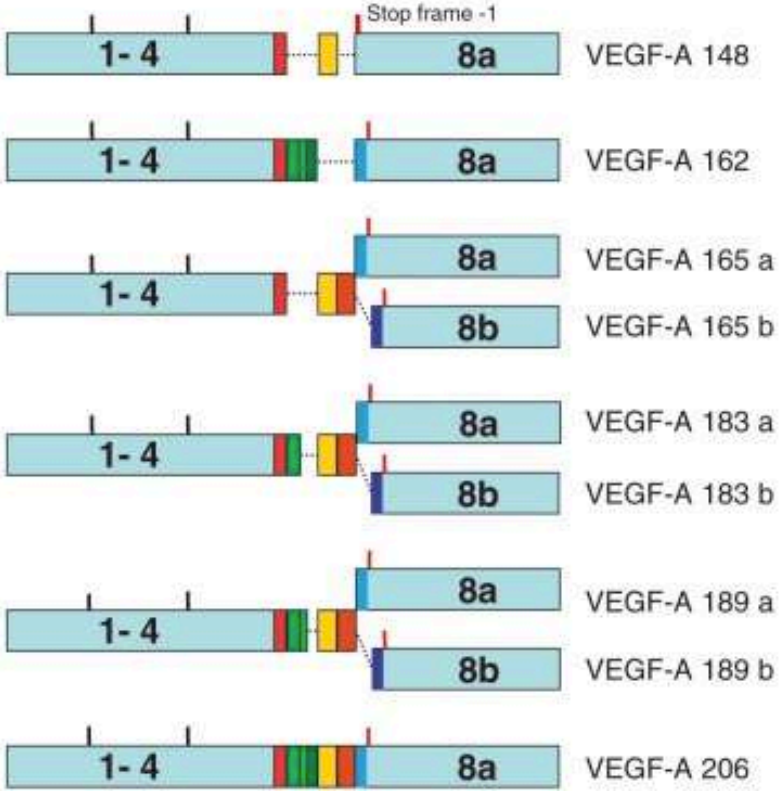 Stop frame -1
1- 4 8a VEGF-A 148
1- 4 8a VEGF-A 162
8a VEGF-A 165 a
1- 4
8b VEGF-A 165 b
8a VEGF-A 183 a
1- 4
8b VEGF-A 183 b
8a VEGF-A 189 a
1- 4
8b VEGF-A 189 b
1- 4 8a VEGF-A 206